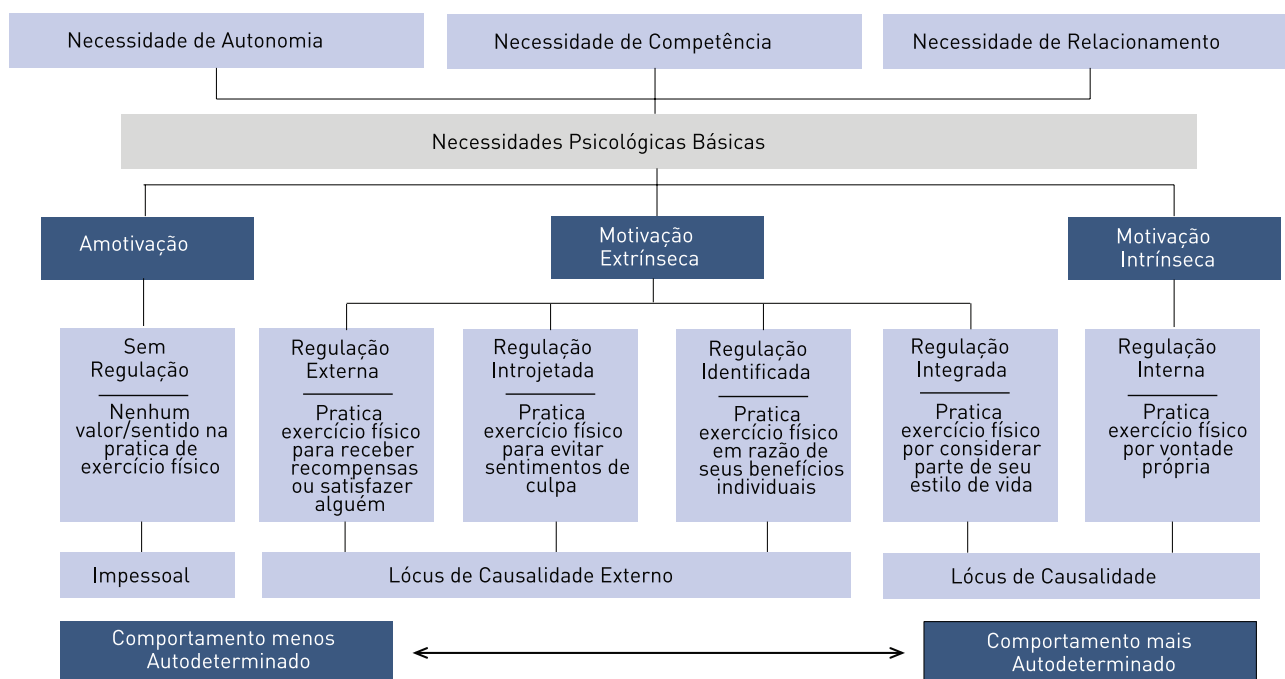 Necessidade de Autonomia
Necessidade de Competência
Necessidade de Relacionamento
Necessidades Psicológicas Básicas
Amotivação
Motivação
Extrínseca
Motivação
Intrínseca
Sem
Regulação
Nenhum
valor/sentido na
pratica de
exercício físico
Regulação
Externa
Pratica
exercício físico
para receber
recompensas
ou satisfazer
alguém
Regulação
Introjetada
Pratica
exercício físico
para evitar
sentimentos de
culpa
Regulação
Identificada
Pratica
exercício físico
em razão de
seus benefícios
individuais
Regulação
Integrada
Pratica
exercício físico
por considerar
parte de seu
estilo de vida
Regulação
Interna
Pratica
exercício físico
por vontade
própria
Impessoal
Lócus de Causalidade Externo
Lócus de Causalidade
Comportamento menos
Autodeterminado
Comportamento mais
Autodeterminado